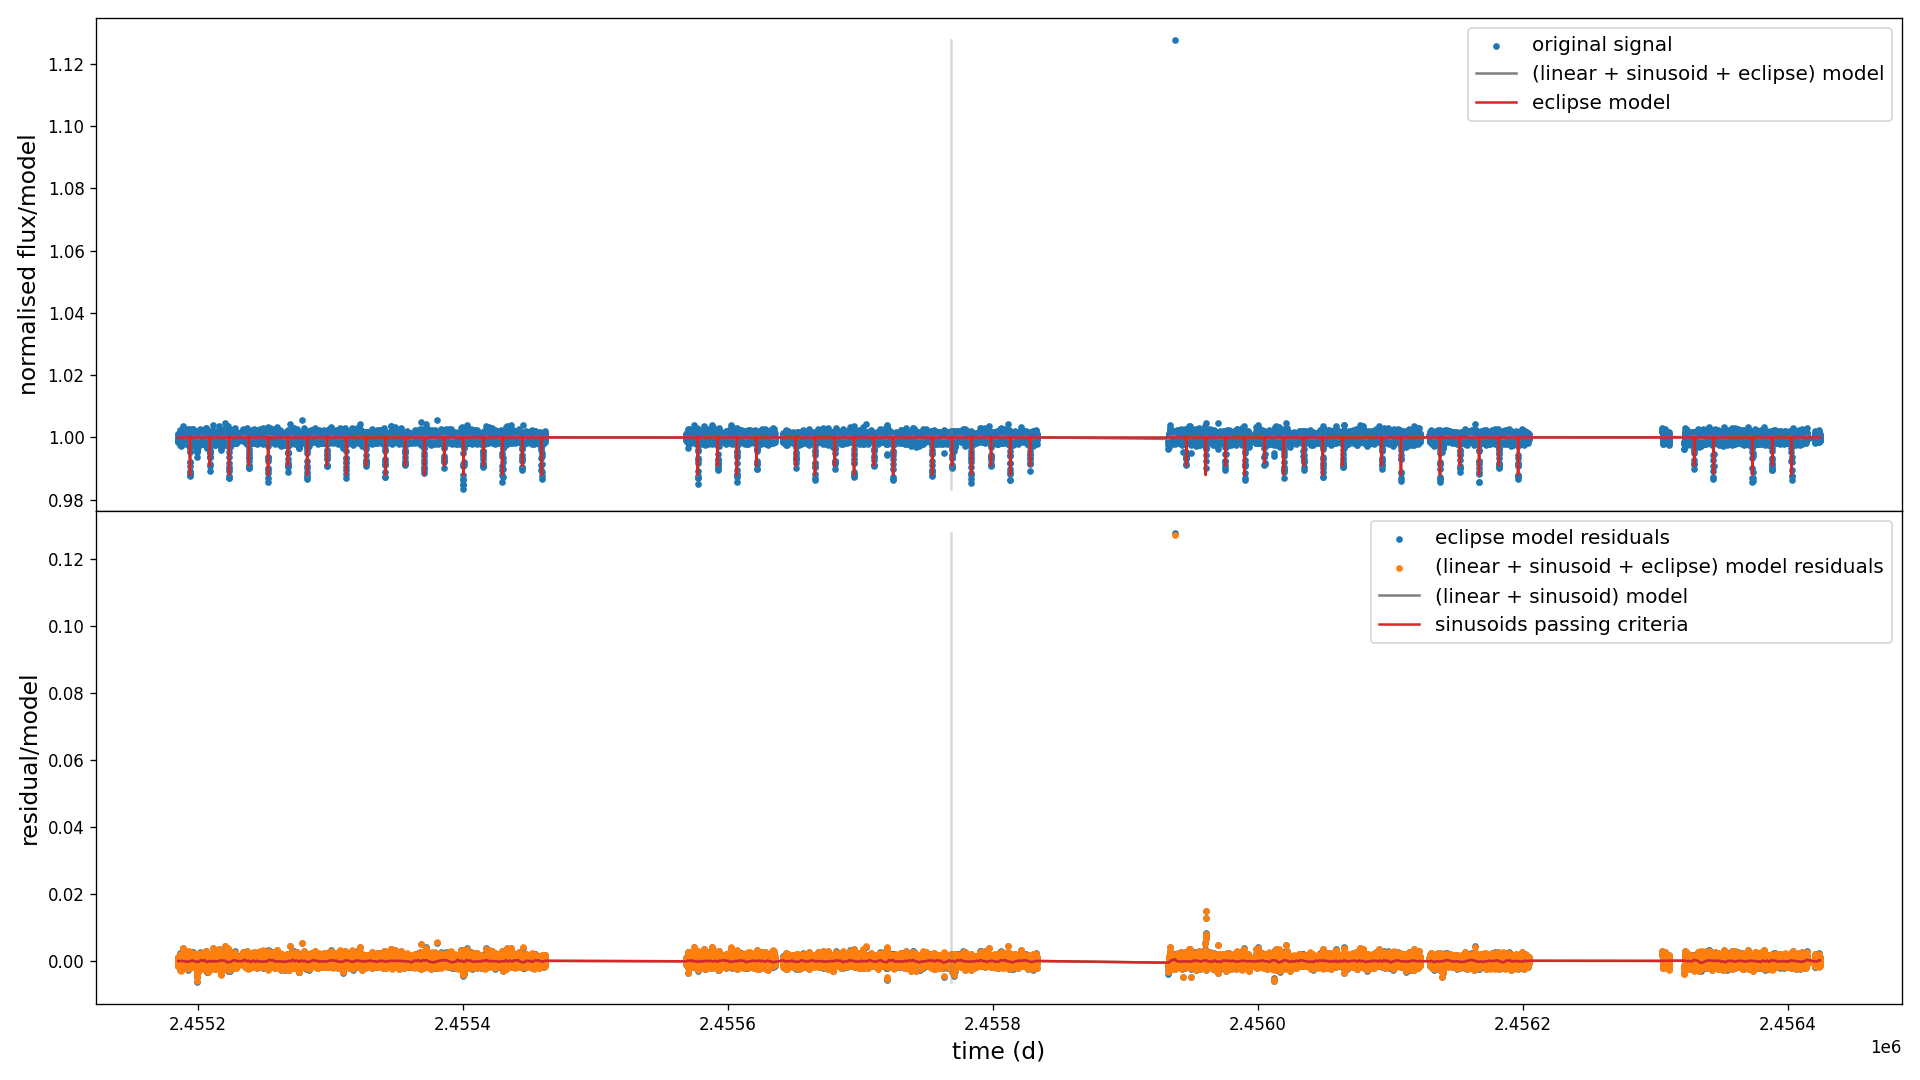 normalised flux/model
1.12
1.10
1.08
1.06
1.04
1.02
1.00
0.98
original signal
(linear + sinusoid + eclipse) model
eclipse model
residual/model
0.12
0.10
0.08
0.06
0.04
0.02
0.00
eclipse model residuals
(linear + sinusoid + eclipse) model residuals
(linear + sinusoid) model
sinusoids passing criteria
2.4552 2.4554 2.4556 2.4558 2.4560 2.4562 2.4564
1e6
time (d)